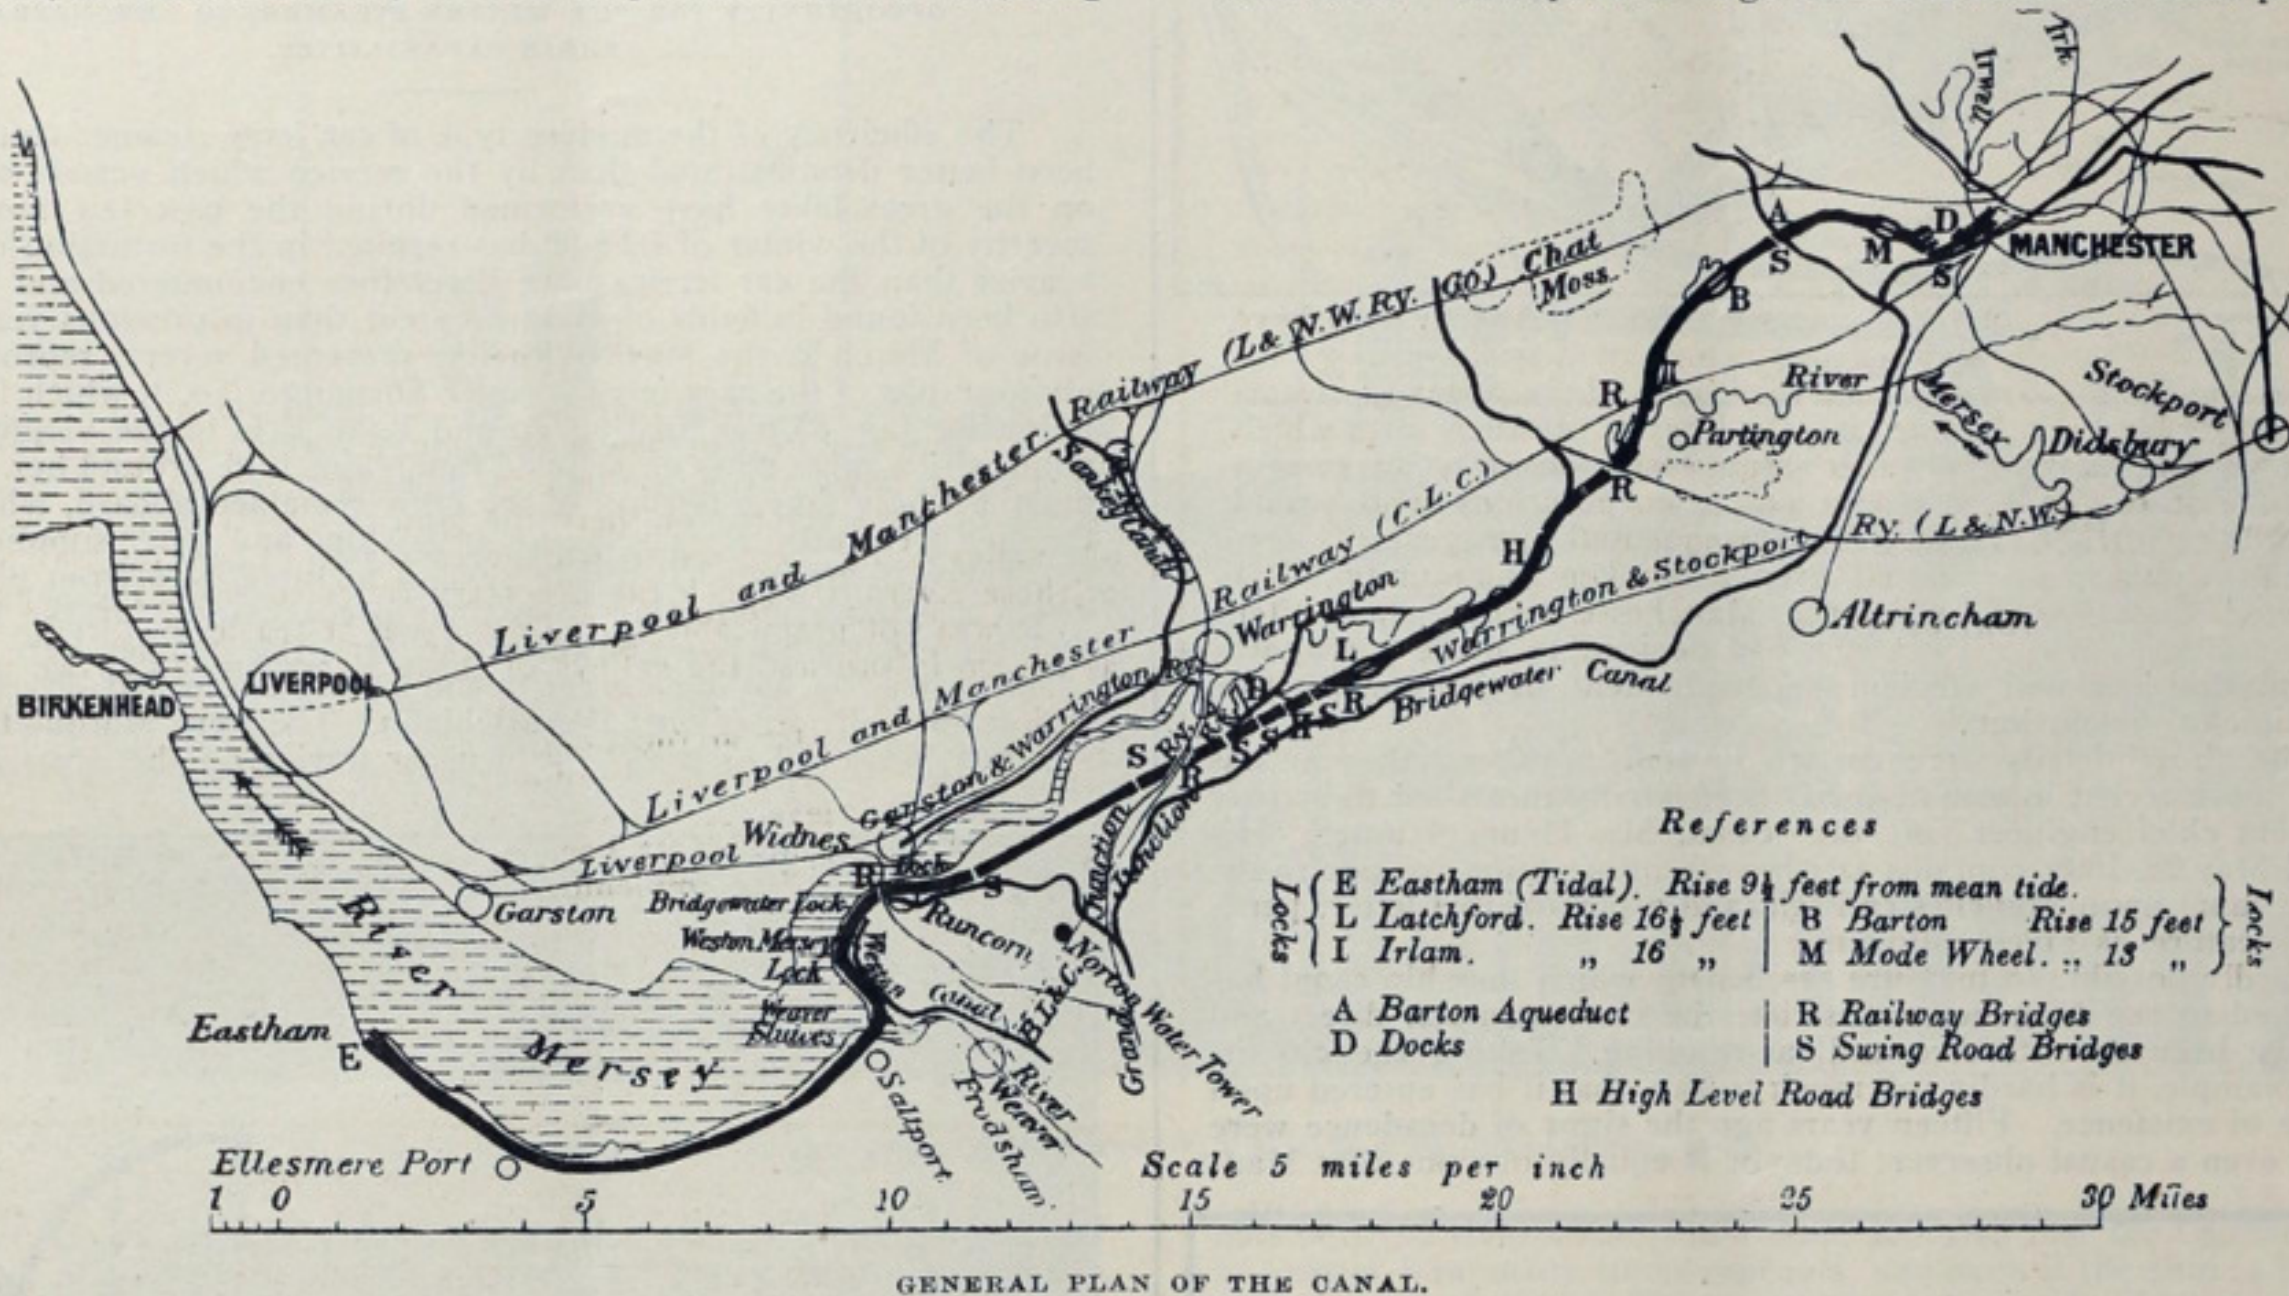 Irk
Irwell
MANCHESTER
D
M
S
A
S
B
Chat
Moss
Liverpool and Manchester Railway (L & N.W. Ry. Co.)
I
R
River
Mersey
Stockport
Didsbury
Partington
R
H
Ry. (L & N.W.)
Altrincham
Sankey Canal
Liverpool and Manchester Railway (C.L.C.)
Warrington
Warrington & Stockport
L
D
Bridgewater Canal
R
S
H
S
S
R
S
Ry.
LIVERPOOL
BIRKENHEAD
Garston & Warrington Ry.
Widnes
Liverpool
Garston
R
Lock
S
Bridgewater Lock
Weston Mersey
Lock
Weaver
Sluices
Runcorn
Weston
Canal
Junction
Junction
Grand
B. L. & C.
Norton Water Tower
River
Weaver
Frodsham
Saltport
River
Mersey
Eastham
E
Ellesmere Port
References
Locks
E Eastham (Tidal). Rise 9½ feet from mean tide.
L Latchford. Rise 16½ feet
B Barton Rise 15 feet
I Irlam. „ 16 „
M Mode Wheel. „ 13 „
Locks
A Barton Aqueduct
R Railway Bridges
D Docks
S Swing Road Bridges
H High Level Road Bridges
Scale 5 miles per inch
1 0 5 10 15 20 25 30 Miles
GENERAL PLAN OF THE CANAL.